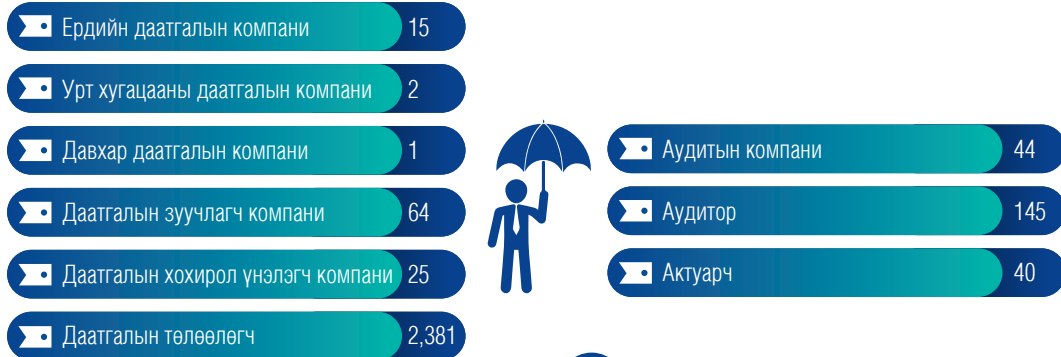 Ердийн даатгалын компани 15
Урт хугацааны даатгалын компани 2
Давхар даатгалын компани 1
Даатгалын зуучлагч компани 64
Даатгалын хохирол үнэлэгч компани 25
Даатгалын төлөөлөгч 2,381
Аудитын компани 44
Аудитор 145
Актуарч 40